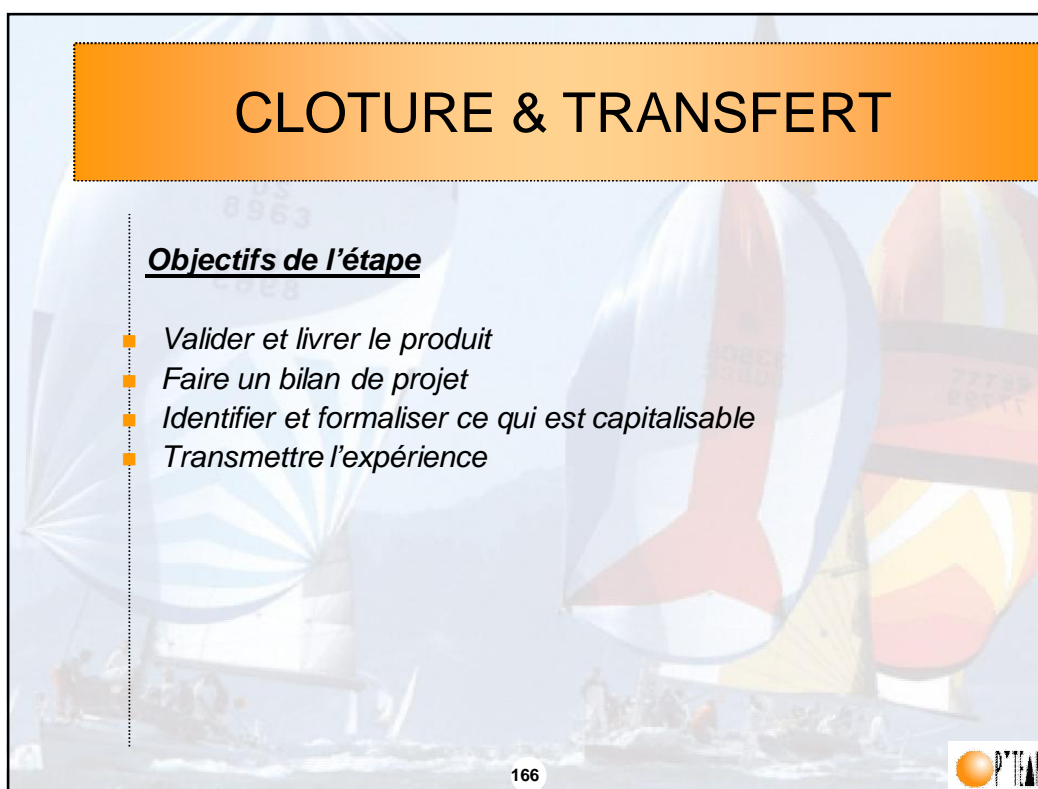 CLOTURE & TRANSFERT
Objectifs de l’étape
Valider et livrer le produit
Faire un bilan de projet
Identifier et formaliser ce qui est capitalisable
Transmettre l’expérience
8963
166